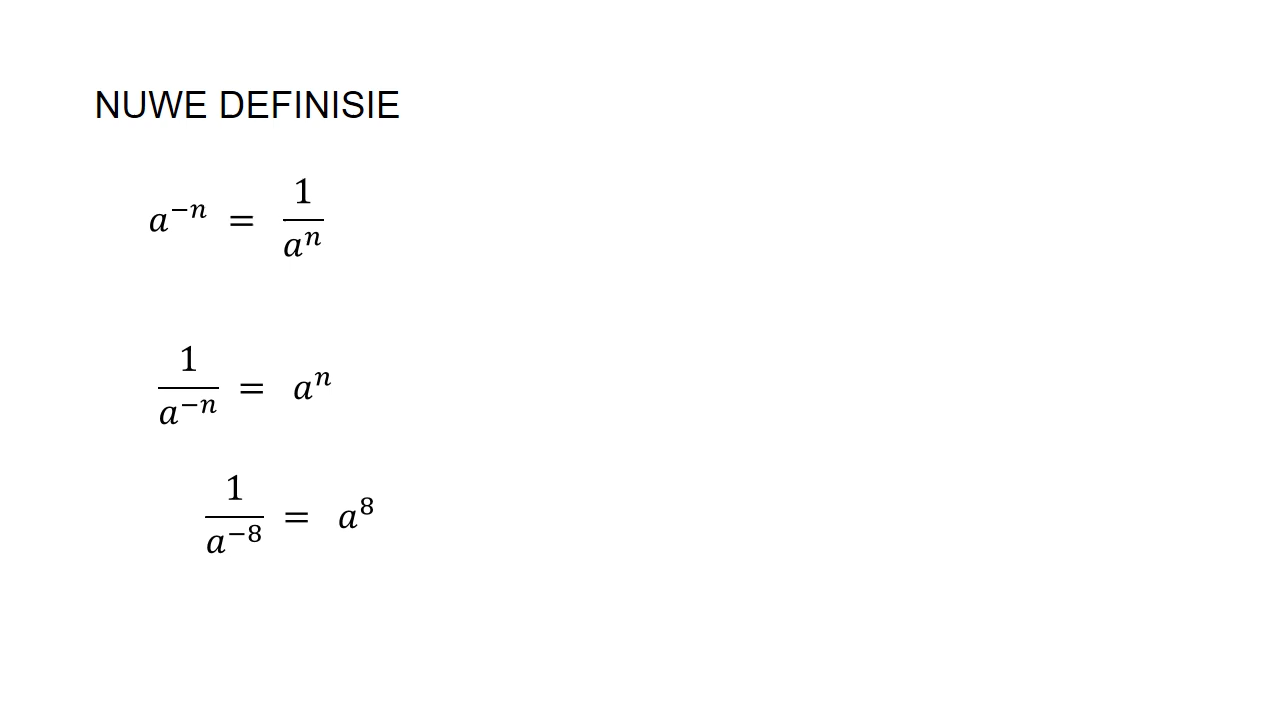 NUWE DEFINISIE
a⁻ⁿ = 1/aⁿ
1/a⁻ⁿ = aⁿ
1/a⁻⁸ = a⁸